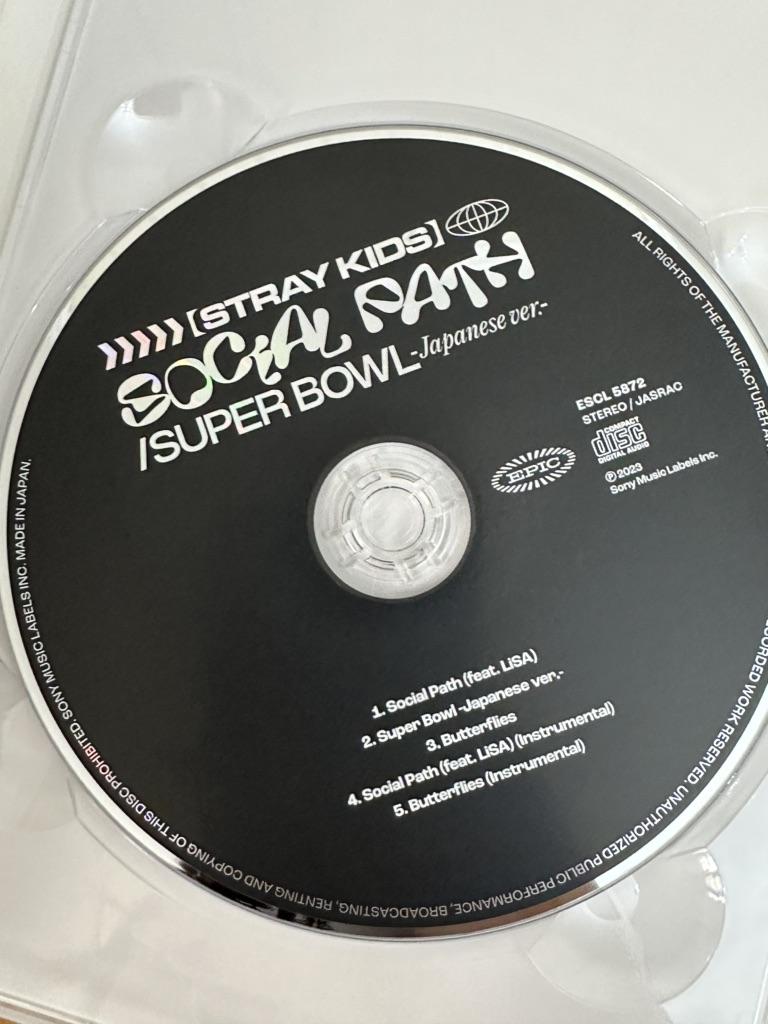 [STRAY KIDS]
SOCIAL PATH
/SUPER BOWL-Japanese ver.-
ESCL 5872
STEREO / JASRAC
COMPACT
disc
DIGITAL AUDIO
EPIC
℗ 2023
Sony Music Labels Inc.
1. Social Path (feat. LiSA)
2. Super Bowl -Japanese ver.-
3. Butterflies
4. Social Path (feat. LiSA) (Instrumental)
5. Butterflies (Instrumental)
ALL RIGHTS OF THE MANUFACTURER
WORK RESERVED. UNAUTHORIZED PUBLIC PERFORMANCE, BROADCASTING, RENTING AND COPYING OF THIS DISC PROHIBITED. SONY MUSIC LABELS INC. MADE IN JAPAN.